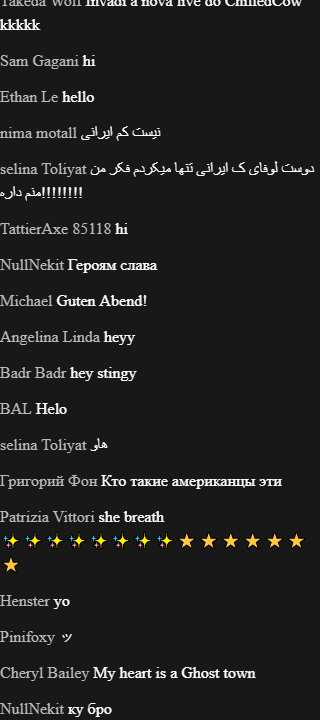 Takeda Wolf Invadi a nova live do ChilledCow
kkkkk
Sam Gagani hi
Ethan Le hello
nima motall نیست کم ایرانی
selina Toliyat دوست لوفای ک ایرانی تنها میکردم فکر من
منم داره!!!!!!!!
TattierAxe 85118 hi
NullNekit Героям слава
Michael Guten Abend!
Angelina Linda heyy
Badr Badr hey stingy
BAL Helo
selina Toliyat هاو
Григорий Фон Кто такие американцы эти
Patrizia Vittori she breath
✨ ✨ ✨ ✨ ✨ ✨ ✨ ✨ ★ ★ ★ ★ ★ ★
★
Henster yo
Pinifoxy ッ
Cheryl Bailey My heart is a Ghost town
NullNekit ку бро